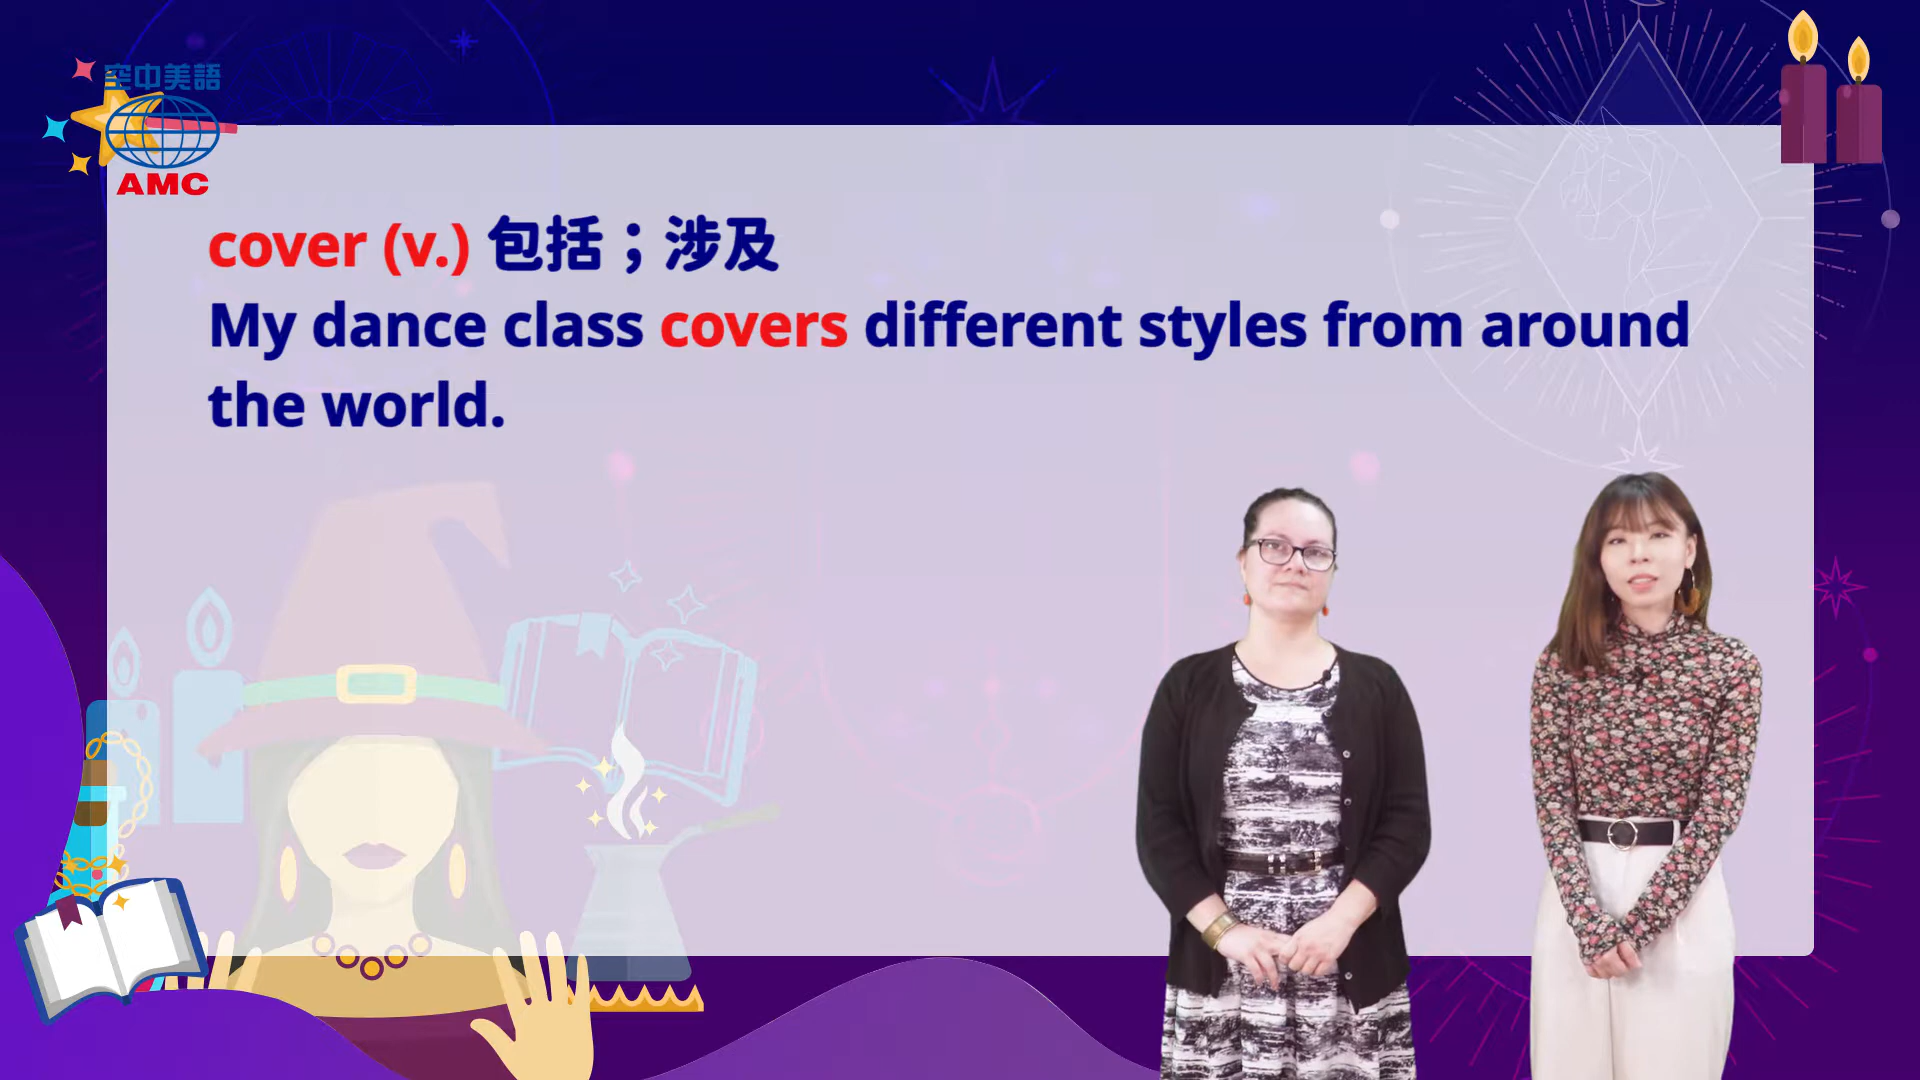 空中美語
AMC
cover (v.) 包括；涉及
My dance class covers different styles from around
the world.